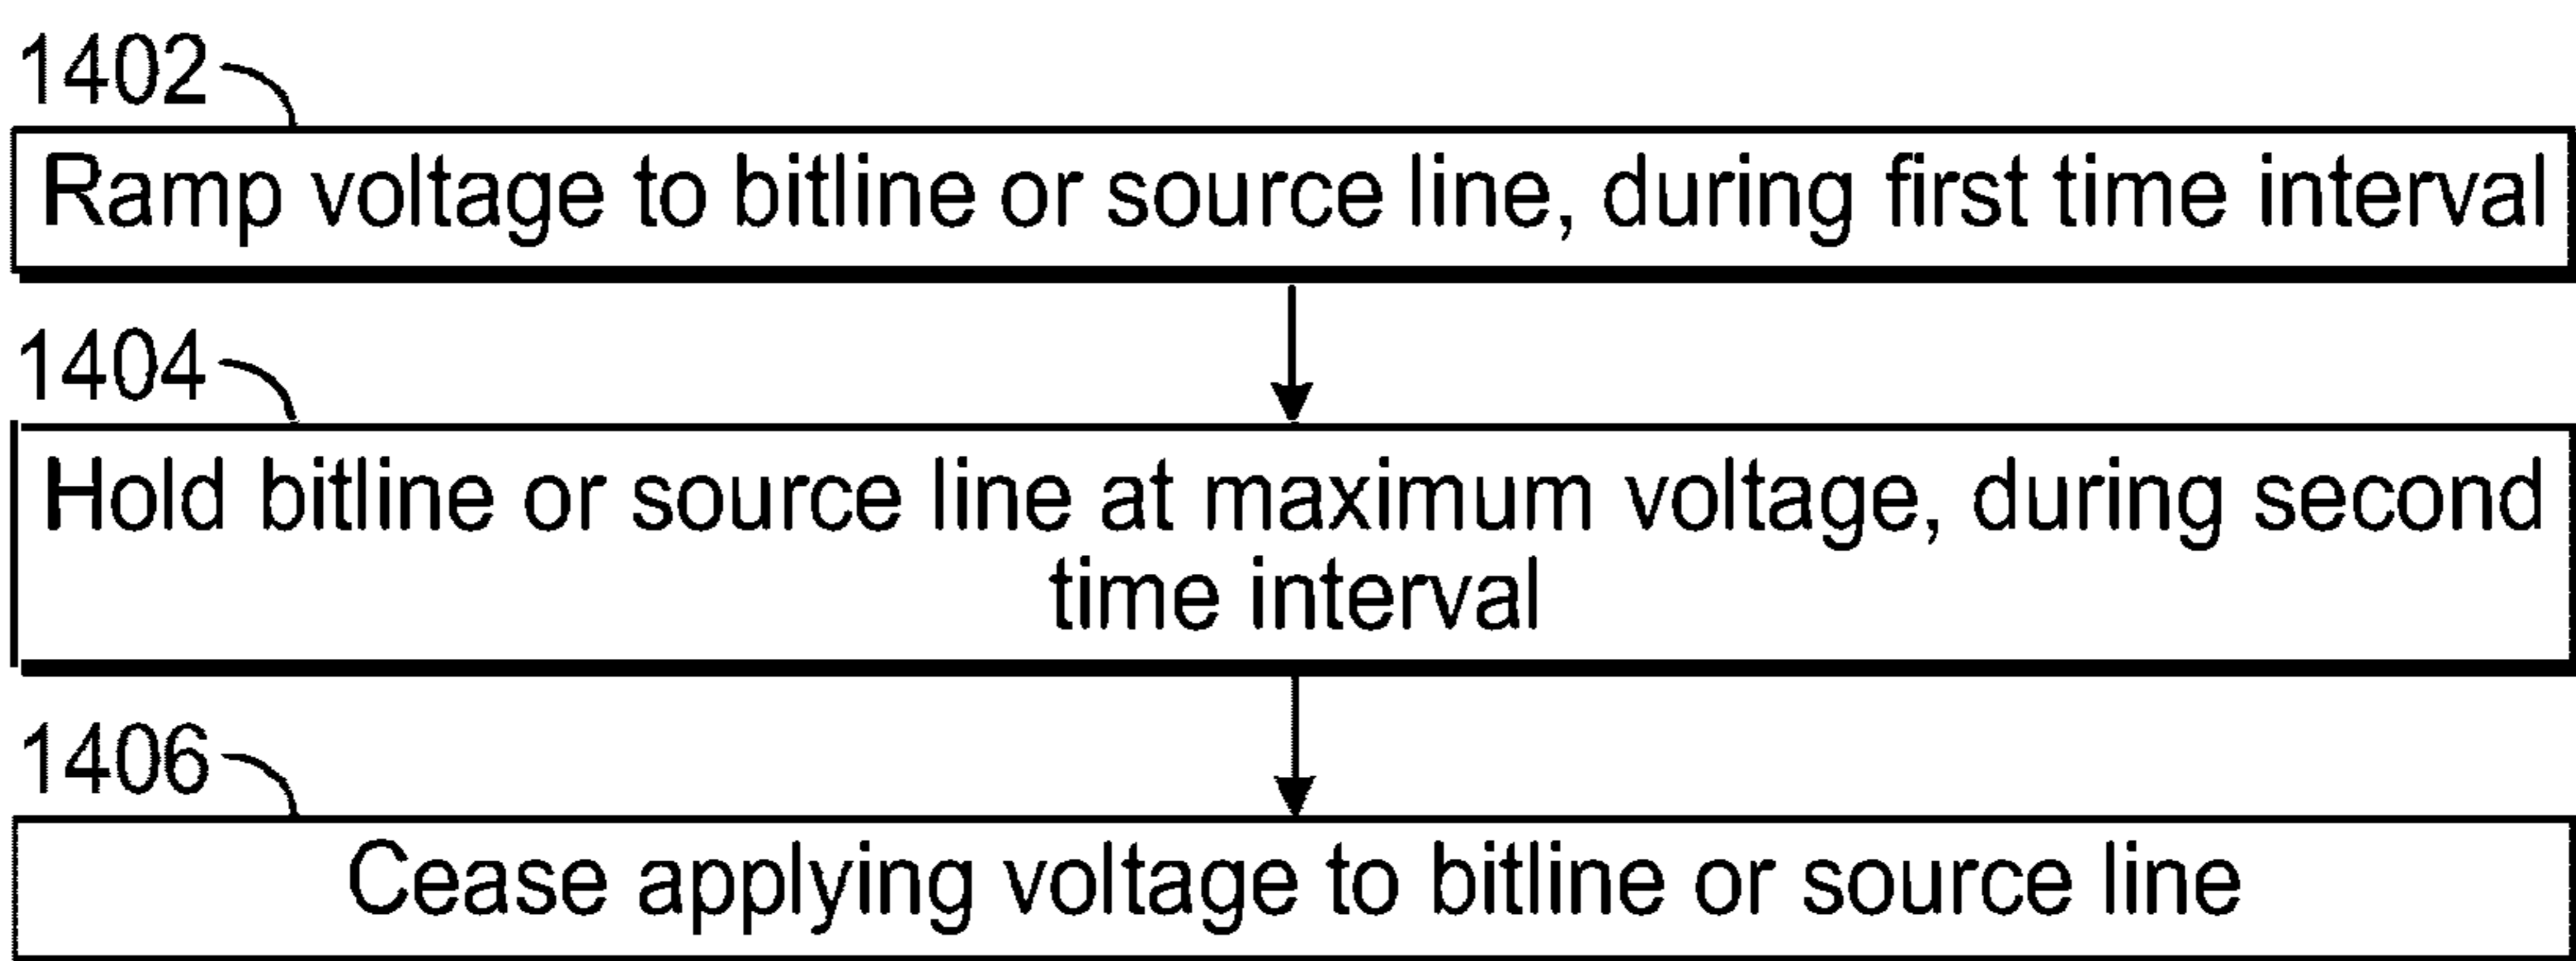 1402
Ramp voltage to bitline or source line, during first time interval
1404
Hold bitline or source line at maximum voltage, during second
time interval
1406
Cease applying voltage to bitline or source line